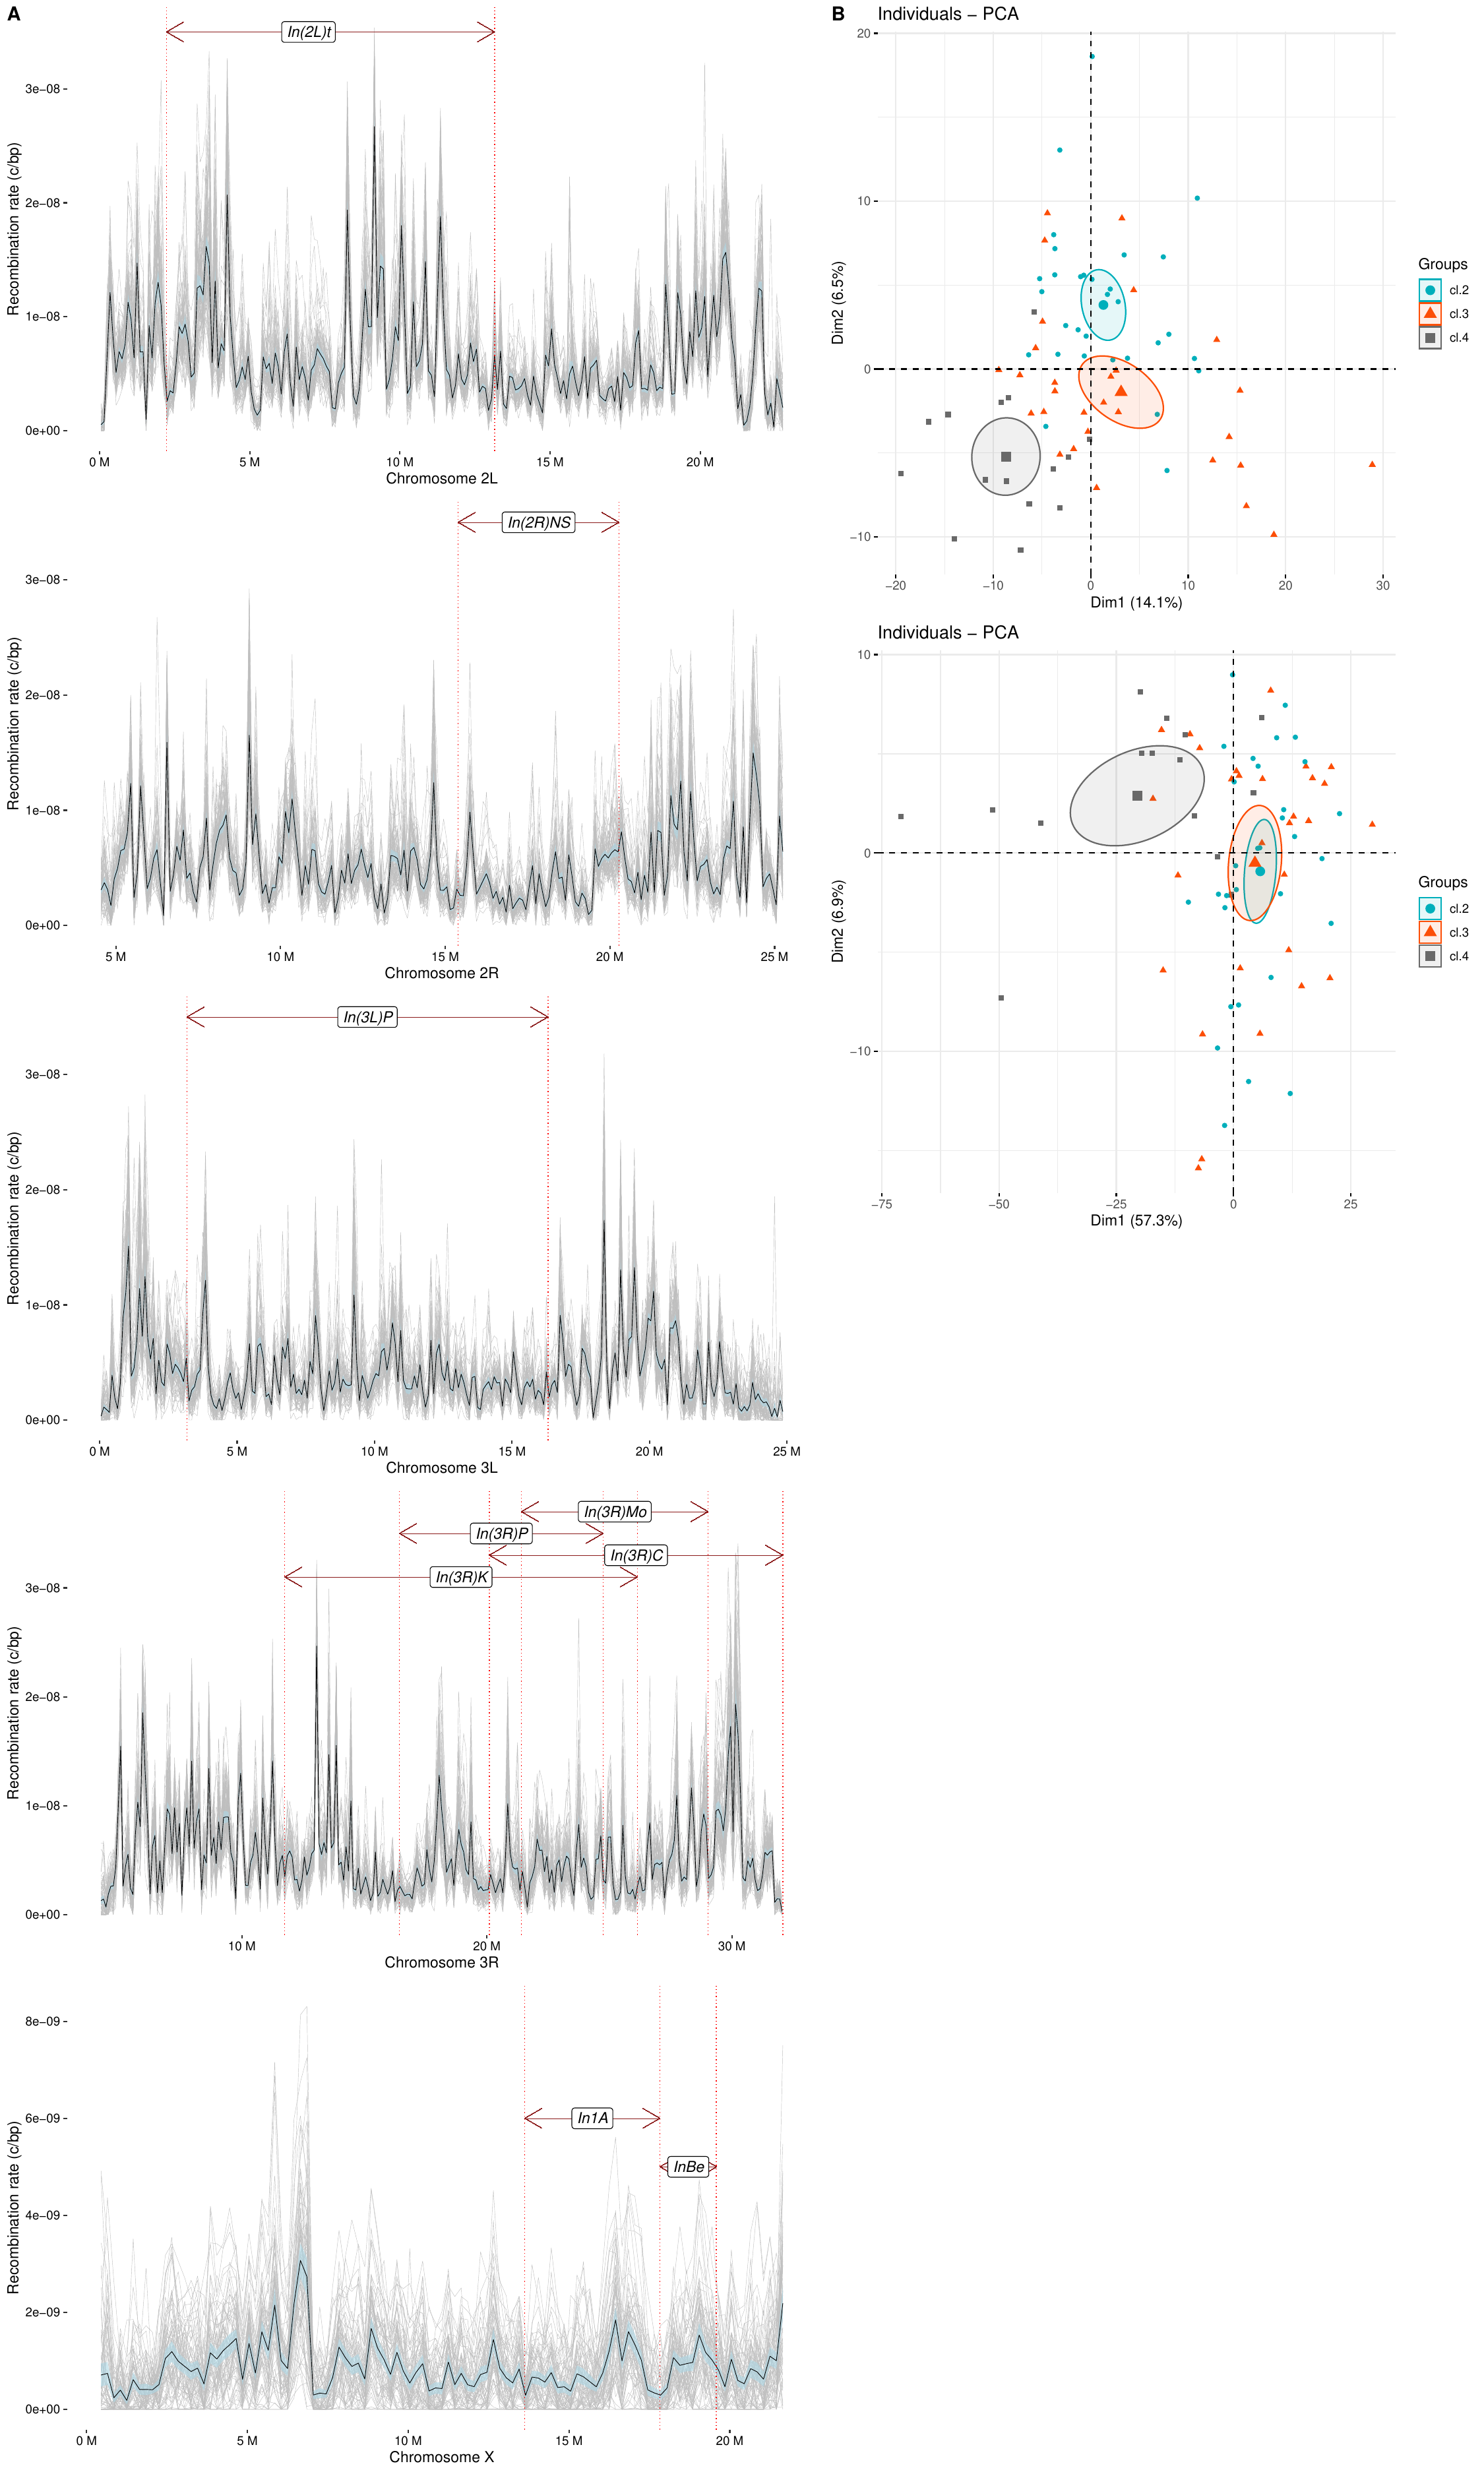 A
In(2L)t
Recombination rate (c/bp)
3e−08
2e−08
1e−08
0e+00
0 M 5 M 10 M 15 M 20 M
Chromosome 2L
In(2R)NS
Recombination rate (c/bp)
3e−08
2e−08
1e−08
0e+00
5 M 10 M 15 M 20 M 25 M
Chromosome 2R
In(3L)P
Recombination rate (c/bp)
3e−08
2e−08
1e−08
0e+00
0 M 5 M 10 M 15 M 20 M 25 M
Chromosome 3L
In(3R)Mo
In(3R)P
In(3R)C
In(3R)K
Recombination rate (c/bp)
3e−08
2e−08
1e−08
0e+00
10 M 20 M 30 M
Chromosome 3R
Recombination rate (c/bp)
8e−09
6e−09
4e−09
2e−09
0e+00
In1A
InBe
0 M 5 M 10 M 15 M 20 M
Chromosome X
B
Individuals − PCA
Dim2 (6.5%)
20
10
0
−10
−20 −10 0 10 20 30
Dim1 (14.1%)
Groups
cl.2
cl.3
cl.4
Individuals − PCA
Dim2 (6.9%)
10
0
−10
−75 −50 −25 0 25
Dim1 (57.3%)
Groups
cl.2
cl.3
cl.4